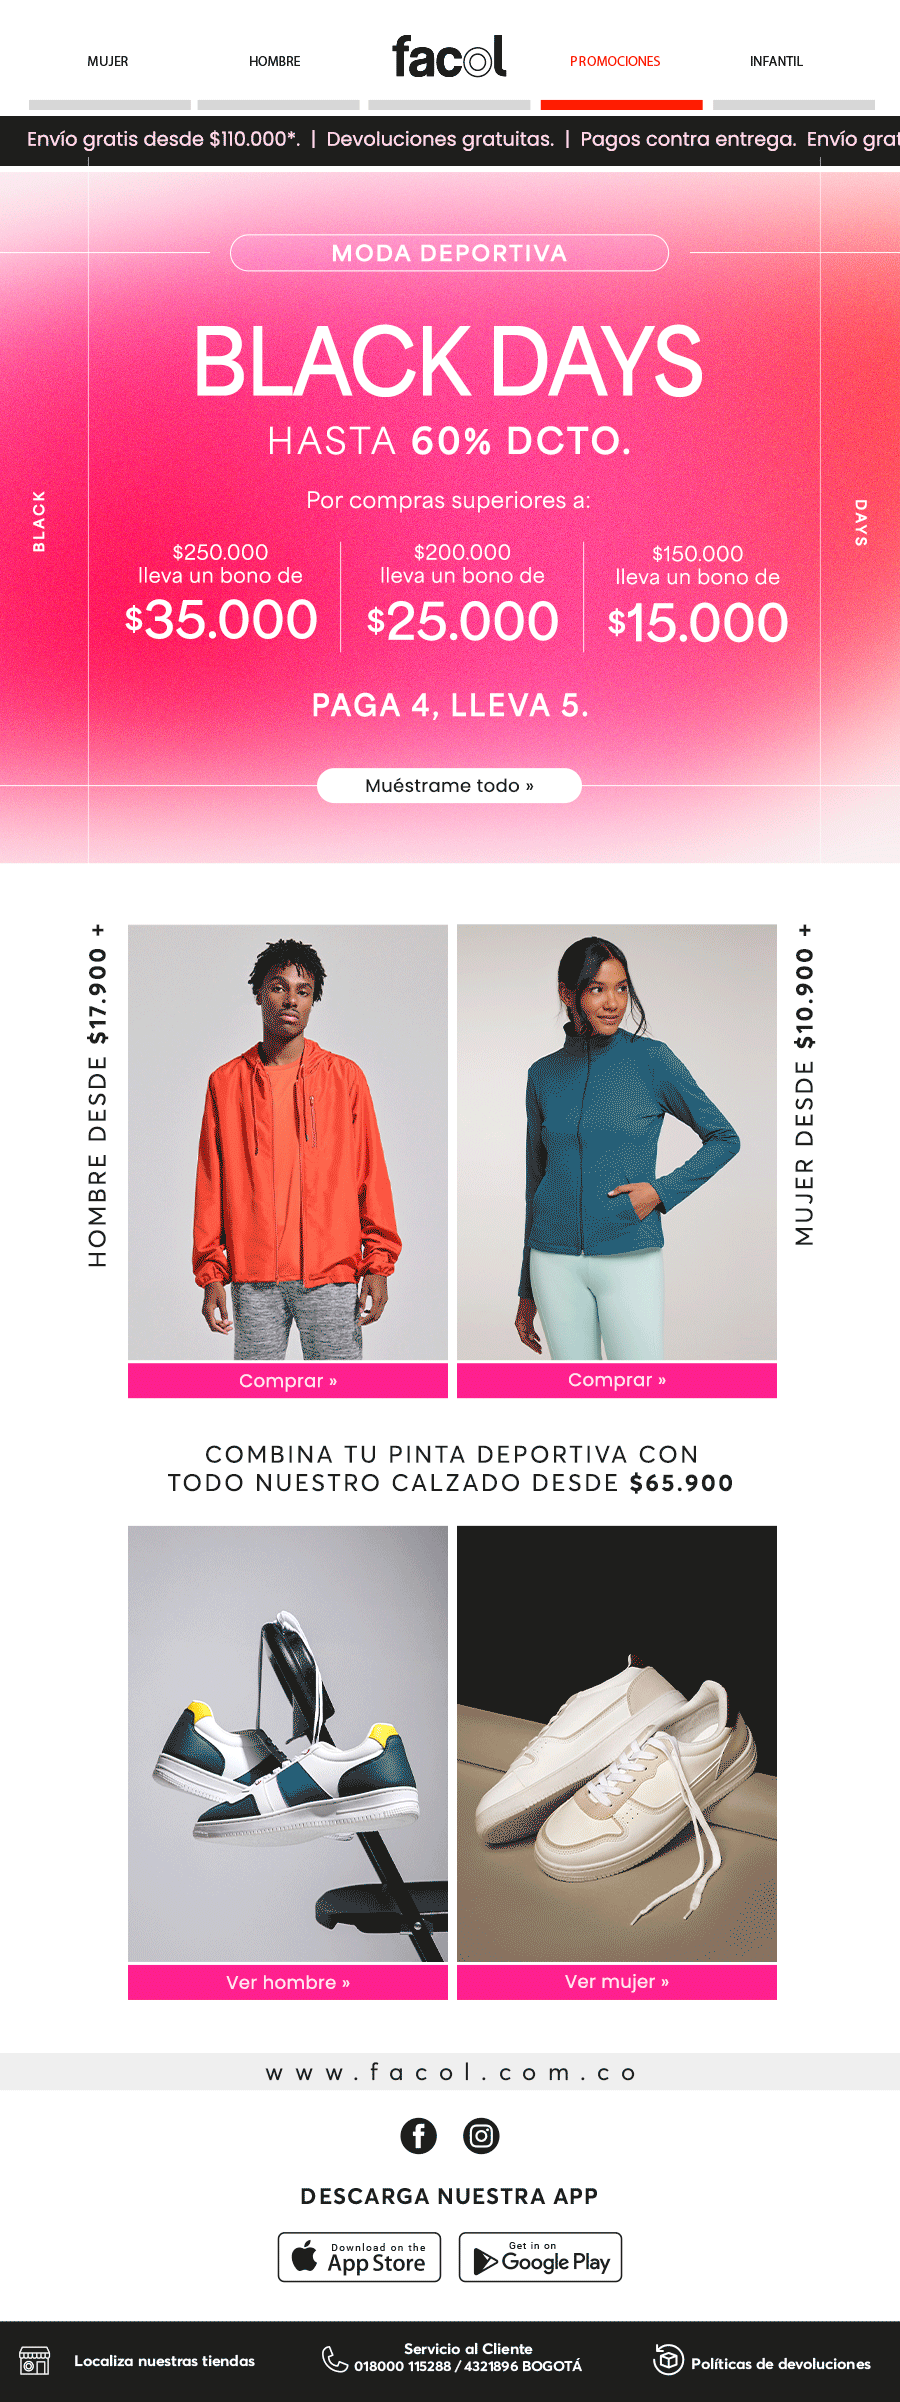 MUJER
HOMBRE
facol
PROMOCIONES
INFANTIL
Envío gratis desde $110.000*. | Devoluciones gratuitas. | Pagos contra entrega. Envío grat
MODA DEPORTIVA
BLACK DAYS
HASTA 60% DCTO.
Por compras superiores a:
BLACK
DAYS
$250.000
lleva un bono de
$35.000
$200.000
lleva un bono de
$25.000
$150.000
lleva un bono de
$15.000
PAGA 4, LLEVA 5.
Muéstrame todo »
HOMBRE DESDE $17.900 +
MUJER DESDE $10.900 +
Comprar »
Comprar »
COMBINA TU PINTA DEPORTIVA CON
TODO NUESTRO CALZADO DESDE $65.900
Ver hombre »
Ver mujer »
www.facol.com.co
DESCARGA NUESTRA APP
Download on the
App Store
Get in on
Google Play
Localiza nuestras tiendas
Servicio al Cliente
018000 115288 / 4321896 BOGOTÁ
Políticas de devoluciones